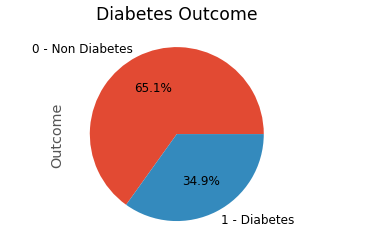 Diabetes Outcome
0 - Non Diabetes
65.1%
Outcome
34.9%
1 - Diabetes